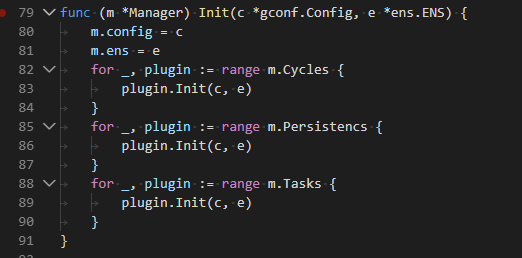 79 func (m *Manager) Init(c *gconf.Config, e *ens.ENS) {
80 m.config = c
81 m.ens = e
82 for _, plugin := range m.Cycles {
83 plugin.Init(c, e)
84 }
85 for _, plugin := range m.Persistencs {
86 plugin.Init(c, e)
87 }
88 for _, plugin := range m.Tasks {
89 plugin.Init(c, e)
90 }
91 }